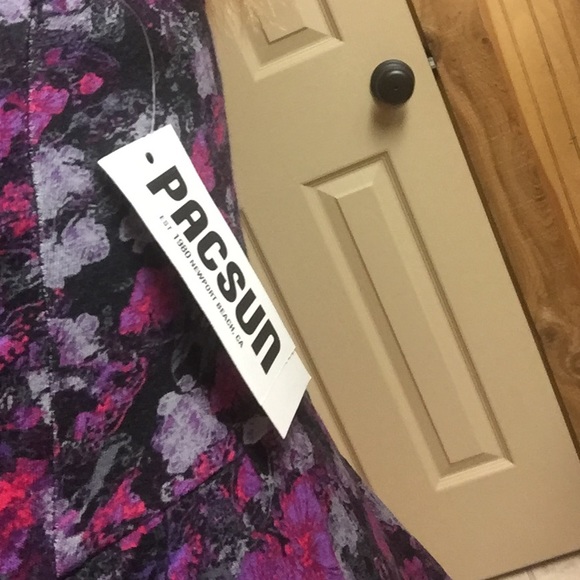 PACSUN
EST 1980 NEWPORT BEACH, CA